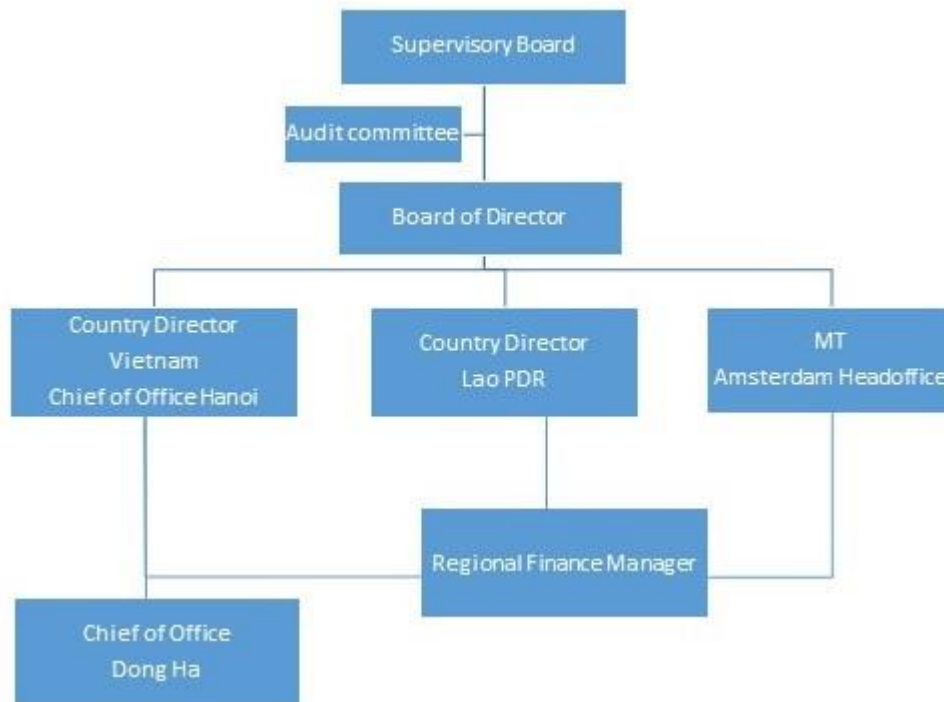 Supervisory Board
Audit committee
Board of Director
Country Director
Vietnam
Chief of Office Hanoi
Country Director
Lao PDR
MT
Amsterdam Headoffice
Regional Finance Manager
Chief of Office
Dong Ha